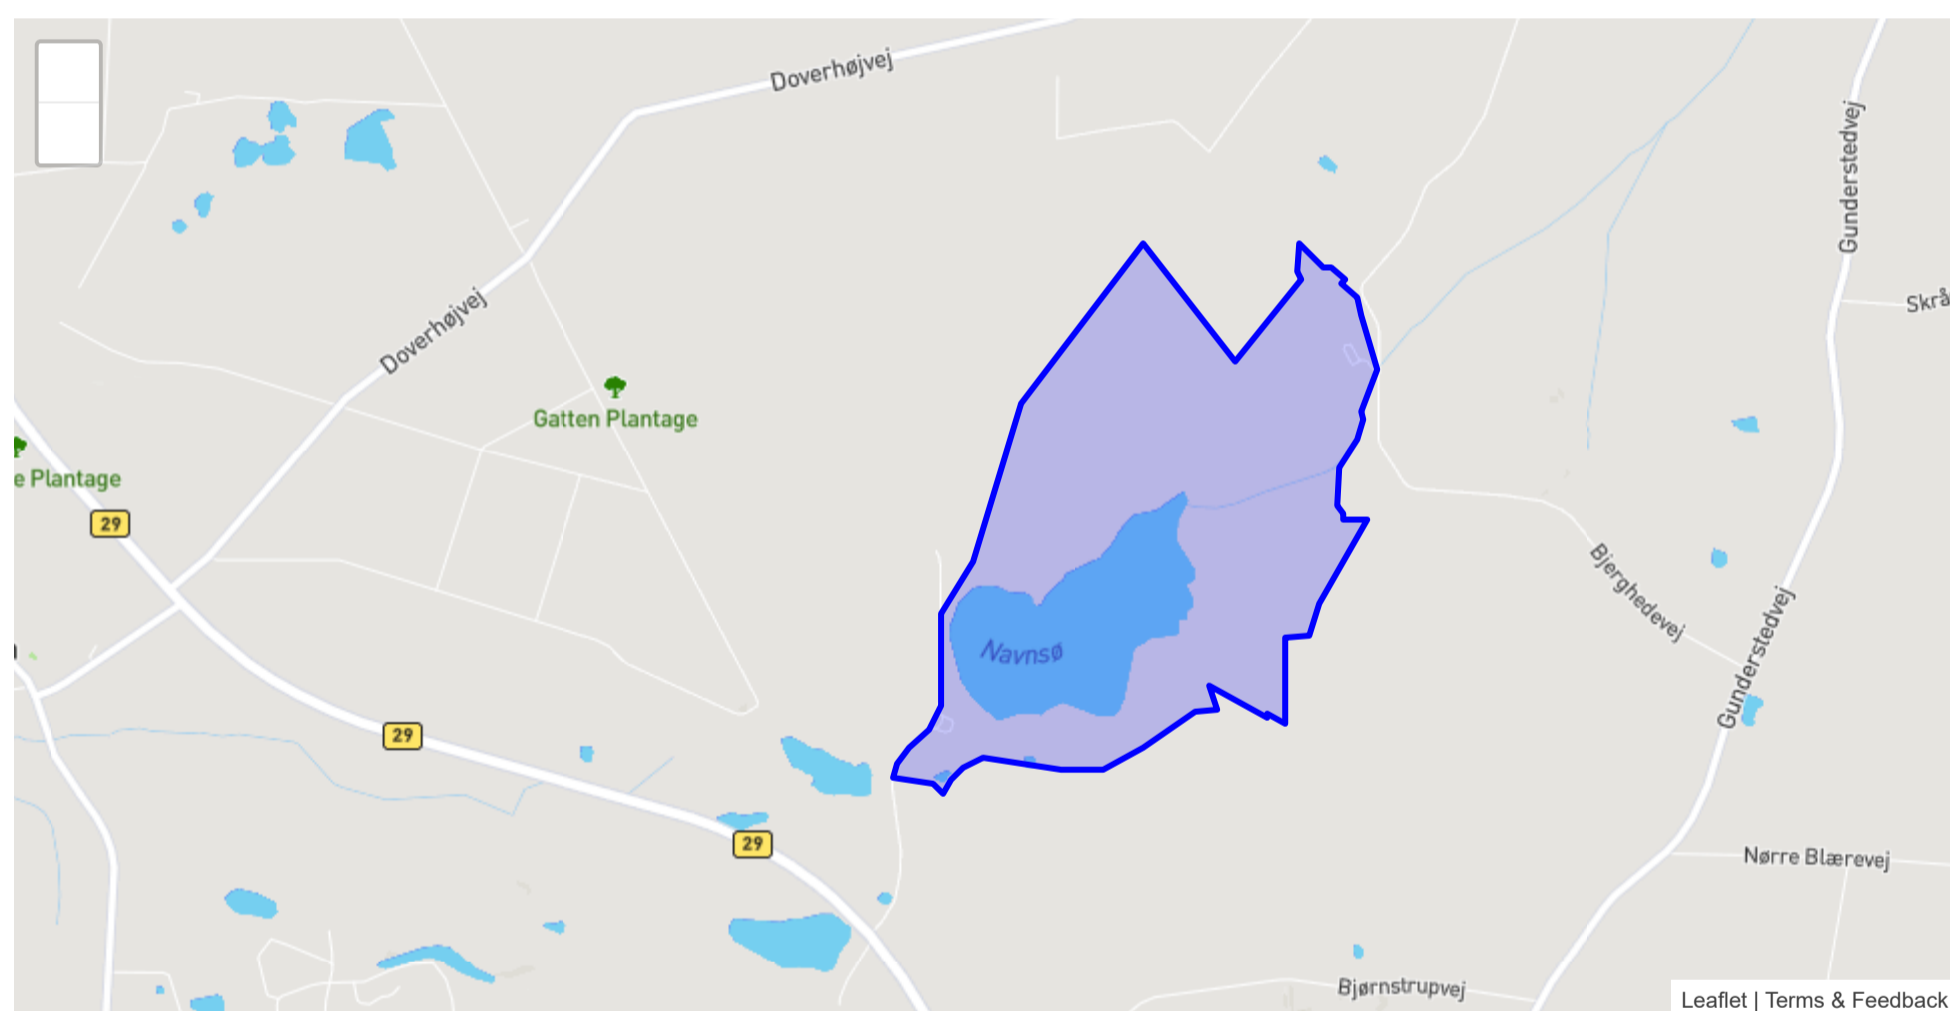 Doverhøjvej
Gunderstedvej
Skrå
Doverhøjvej
Gatten Plantage
e Plantage
29
Bjerghedevej
Navnsø
Gunderstedvej
29
29
Nørre Blærevej
Bjørnstrupvej
Leaflet | Terms & Feedback